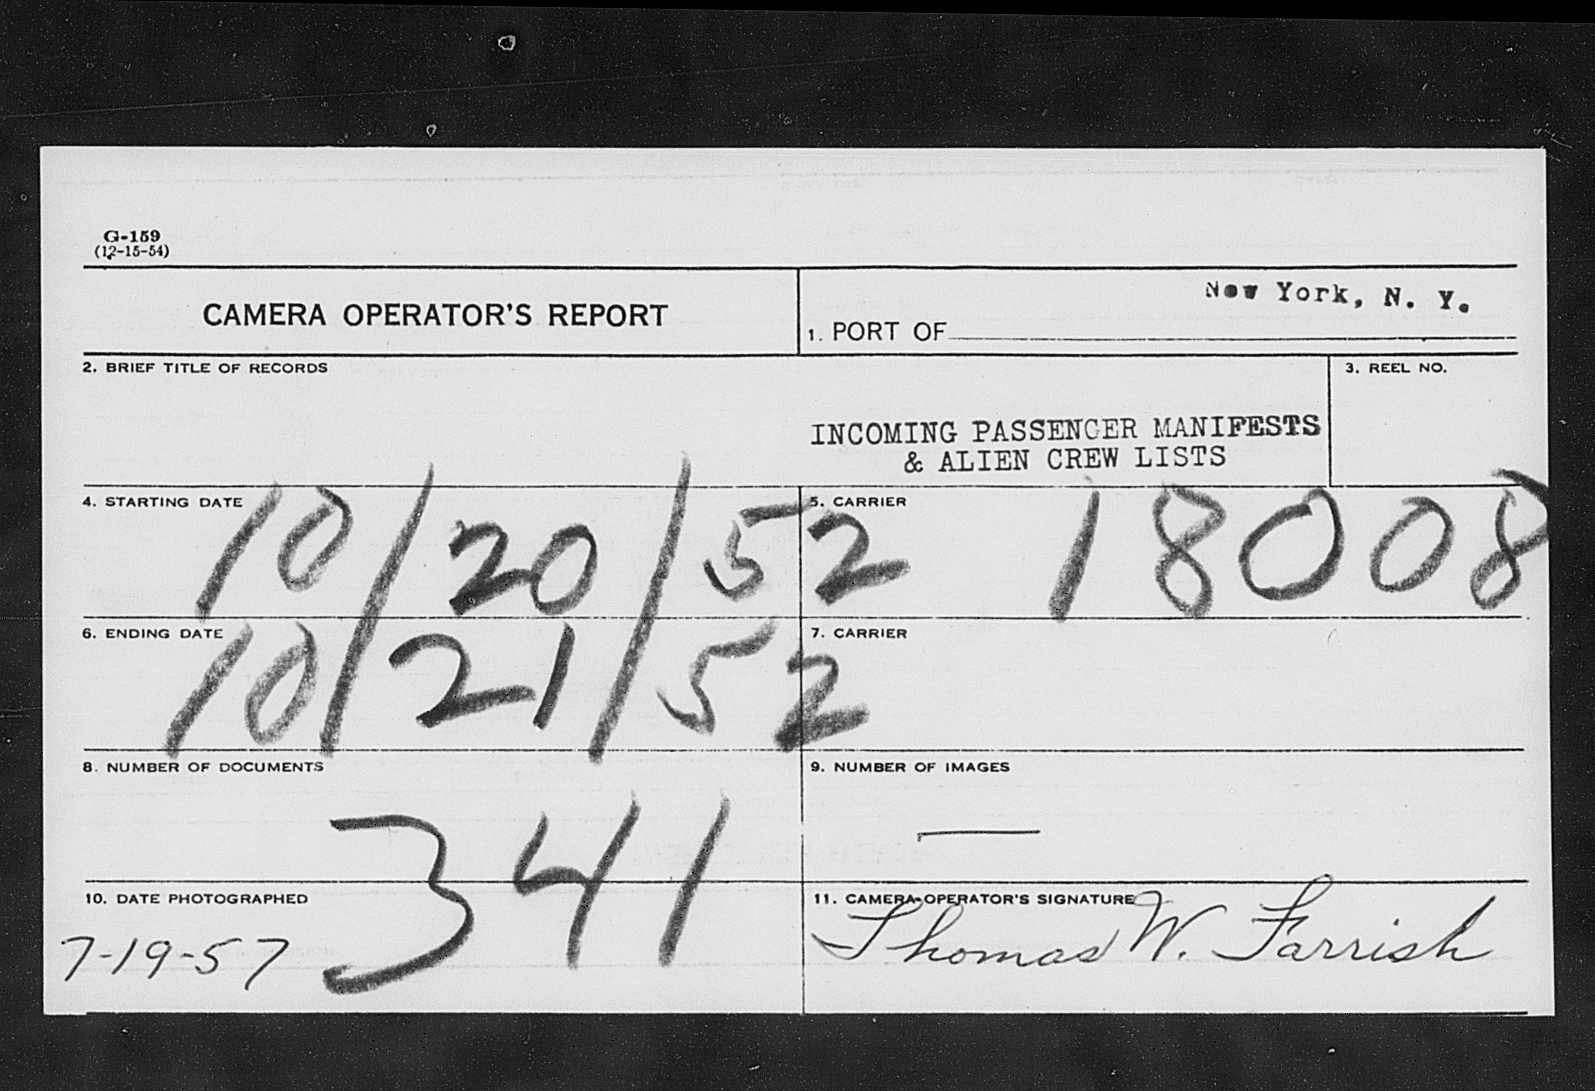 G-159
(12-15-54)
CAMERA OPERATOR'S REPORT
1. PORT OF New York, N. Y.
2. BRIEF TITLE OF RECORDS
INCOMING PASSENGER MANIFESTS
& ALIEN CREW LISTS
3. REEL NO.
4. STARTING DATE
10/20/52
5. CARRIER
18008
6. ENDING DATE
10/21/52
7. CARRIER
8. NUMBER OF DOCUMENTS
341
9. NUMBER OF IMAGES
—
10. DATE PHOTOGRAPHED
7-19-57
11. CAMERA-OPERATOR'S SIGNATURE
Thomas W. Farrish